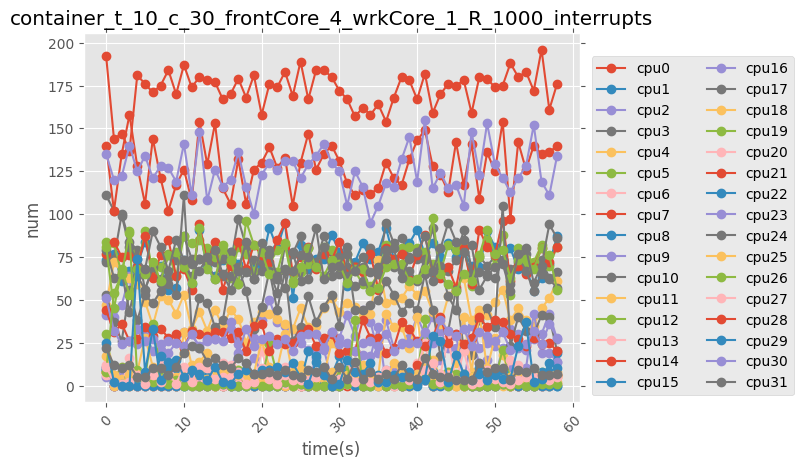 container_t_10_c_30_frontCore_4_wrkCore_1_R_1000_interrupts
num
200
175
150
125
100
75
50
25
0
0 10 20 30 40 50 60
time(s)
cpu0 cpu16
cpu1 cpu17
cpu2 cpu18
cpu3 cpu19
cpu4 cpu20
cpu5 cpu21
cpu6 cpu22
cpu7 cpu23
cpu8 cpu24
cpu9 cpu25
cpu10 cpu26
cpu11 cpu27
cpu12 cpu28
cpu13 cpu29
cpu14 cpu30
cpu15 cpu31